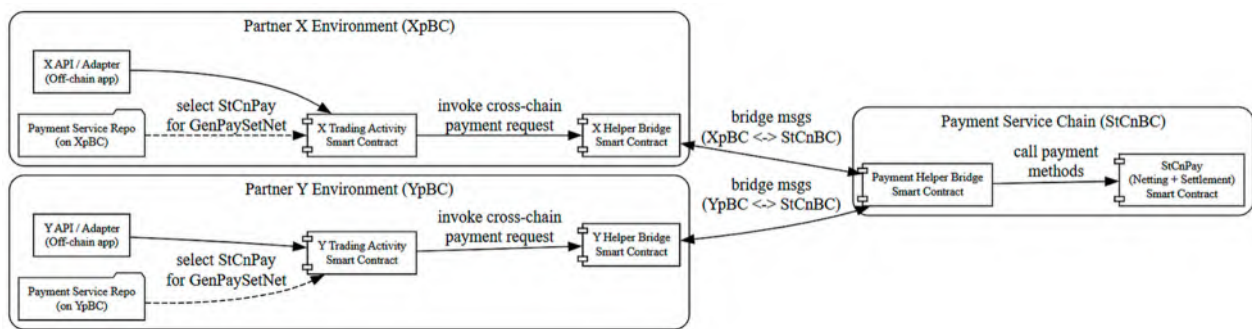 Partner X Environment (XpBC)
X API / Adapter
(Off-chain app)
select StCnPay
for GenPaySetNet
Payment Service Repo
(on XpBC)
X Trading Activity
Smart Contract
invoke cross-chain
payment request
X Helper Bridge
Smart Contract
bridge msgs
(XpBC <-> StCnBC)
Partner Y Environment (YpBC)
Y API / Adapter
(Off-chain app)
select StCnPay
for GenPaySetNet
Payment Service Repo
(on YpBC)
Y Trading Activity
Smart Contract
invoke cross-chain
payment request
Y Helper Bridge
Smart Contract
bridge msgs
(YpBC <-> StCnBC)
Payment Service Chain (StCnBC)
Payment Helper Bridge
Smart Contract
call payment
methods
StCnPay
(Netting + Settlement)
Smart Contract